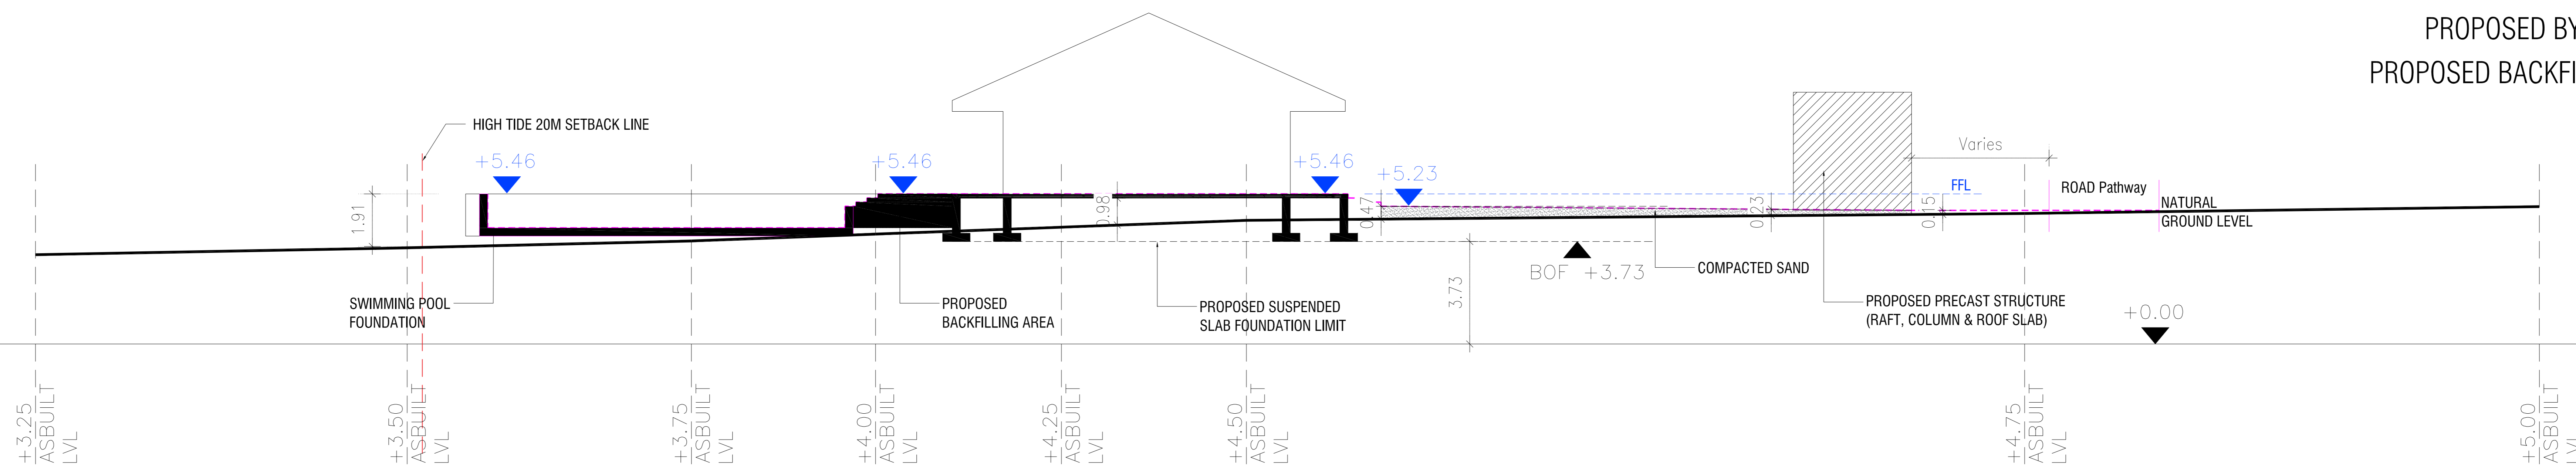 PROPOSED BY
PROPOSED BACKFI
HIGH TIDE 20M SETBACK LINE
+5.46
+5.46
+5.46
+5.23
Varies
FFL
ROAD Pathway
NATURAL
GROUND LEVEL
1.91
0.98
0.47
0.23
0.15
BOF +3.73
COMPACTED SAND
3.73
SWIMMING POOL
FOUNDATION
PROPOSED
BACKFILLING AREA
PROPOSED SUSPENDED
SLAB FOUNDATION LIMIT
PROPOSED PRECAST STRUCTURE
(RAFT, COLUMN & ROOF SLAB)
+0.00
+3.25
ASBUILT
LVL
+3.50
ASBUILT
LVL
+3.75
ASBUILT
LVL
+4.00
ASBUILT
LVL
+4.25
ASBUILT
LVL
+4.50
ASBUILT
LVL
+4.75
ASBUILT
LVL
+5.00
ASBUILT
LVL